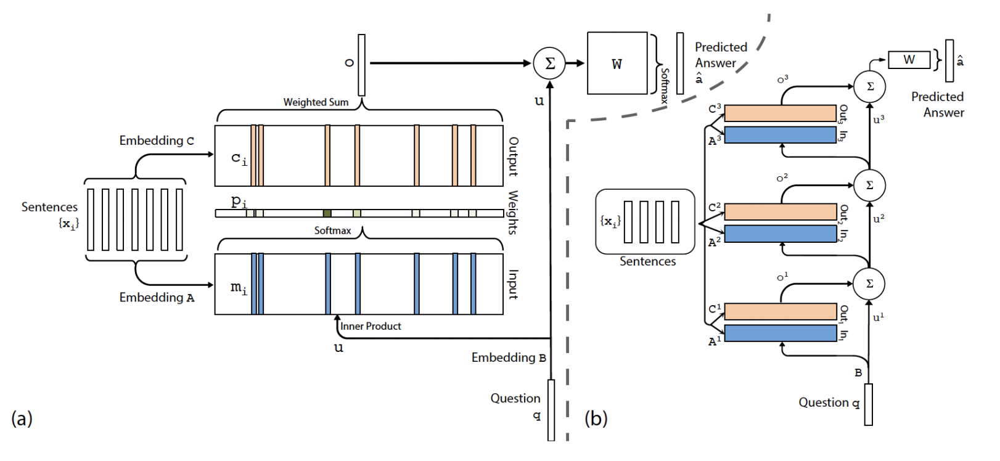 o
Weighted Sum
Embedding C
Sentences
{xᵢ}
Embedding A
cᵢ
Output
pᵢ
Weights
Softmax
mᵢ
Input
Inner Product
u
Embedding B
Question
q
u
Σ
W
Softmax
Predicted
Answer
â
(a)
{xᵢ}
Sentences
C³
A³
Out₃
In₃
o³
Σ
u³
W
â
Predicted
Answer
C²
A²
Out₂
In₂
o²
Σ
u²
C¹
A¹
Out₁
In₁
o¹
Σ
u¹
B
Question q
(b)